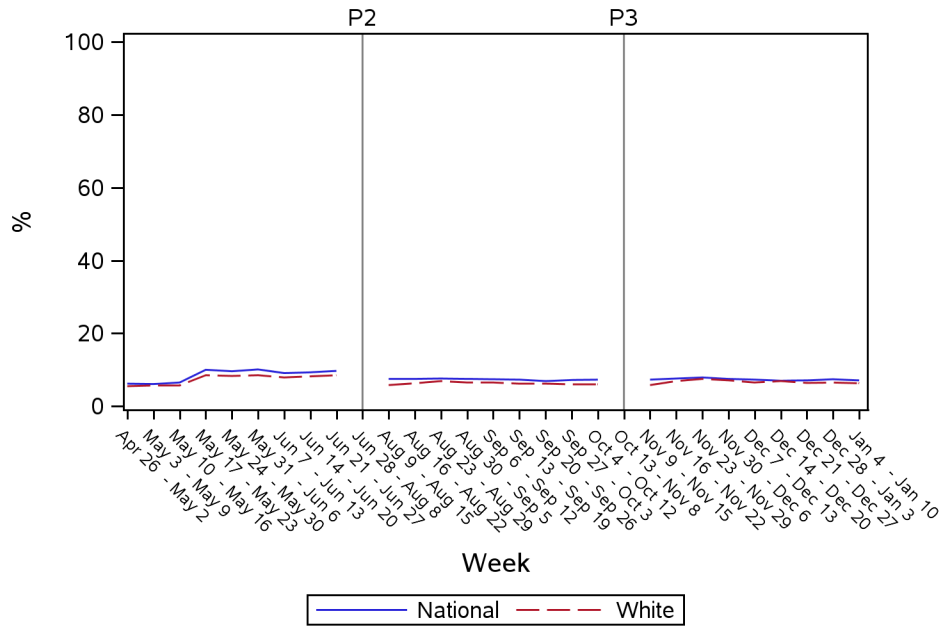 P2
P3
100
80
60
40
20
0
%
Apr 26 - May 2
May 3 - May 9
May 10 - May 16
May 17 - May 23
May 24 - May 30
May 31 - Jun 6
Jun 7 - Jun 13
Jun 14 - Jun 20
Jun 21 - Jun 27
Jun 28 - Aug 8
Aug 9 - Aug 15
Aug 16 - Aug 22
Aug 23 - Aug 29
Aug 30 - Sep 5
Sep 6 - Sep 12
Sep 13 - Sep 19
Sep 20 - Sep 26
Sep 27 - Oct 3
Oct 4 - Oct 12
Oct 13 - Nov 8
Nov 9 - Nov 15
Nov 16 - Nov 22
Nov 23 - Nov 29
Nov 30 - Dec 6
Dec 7 - Dec 13
Dec 14 - Dec 20
Dec 21 - Dec 27
Dec 28 - Jan 3
Jan 4 - Jan 10
Week
National
White